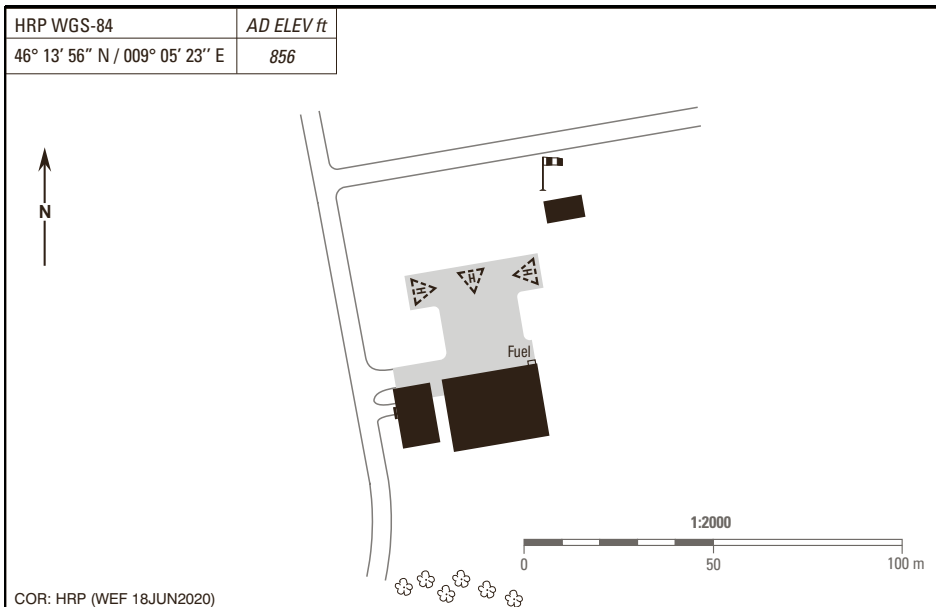 HRP WGS-84 AD ELEV ft
46° 13' 56" N / 009° 05' 23'' E 856
N
H H H
Fuel
1:2000
0 50 100 m
COR: HRP (WEF 18JUN2020)